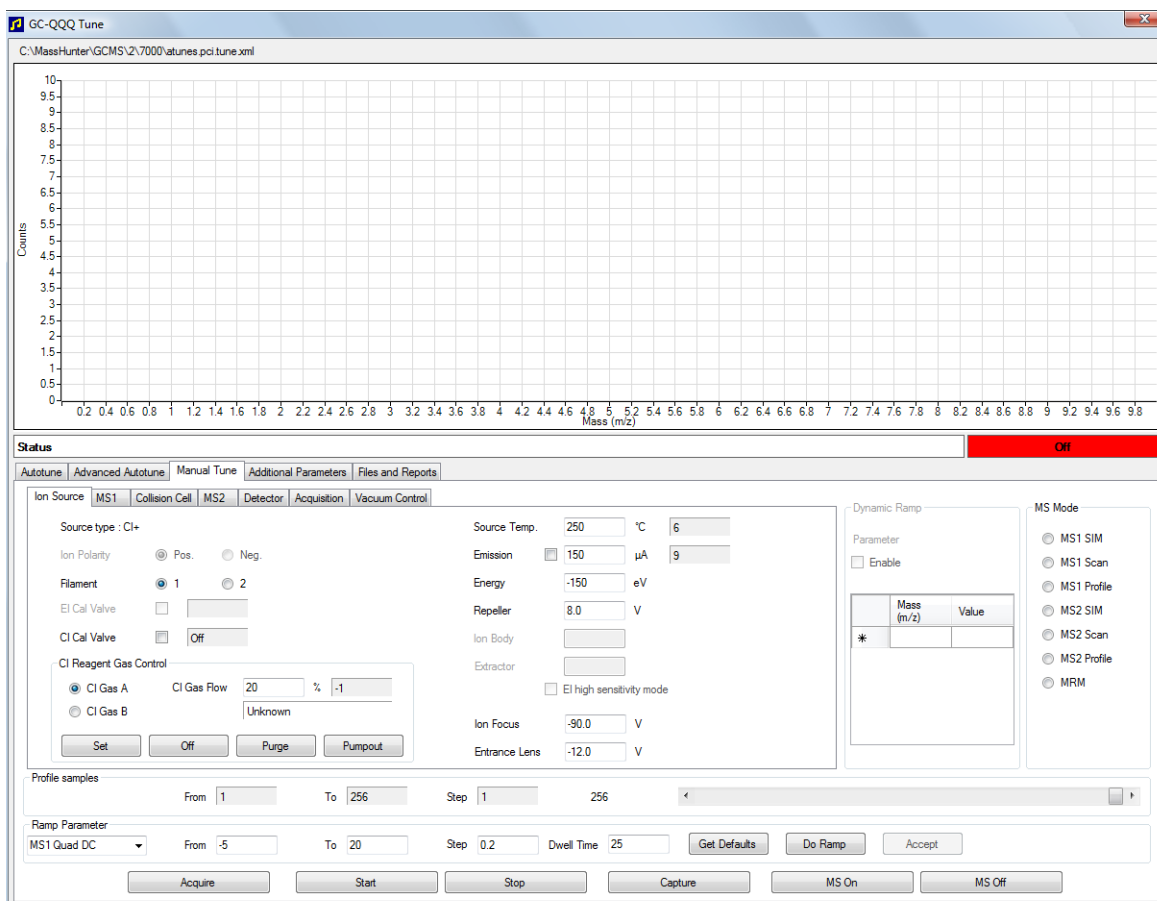 GC-QQQ Tune
C:\MassHunter\GCMS\2\7000\atunes.pci.tune.xml
10
9.5
9
8.5
8
7.5
7
6.5
6
5.5
5
4.5
4
3.5
3
2.5
2
1.5
1
0.5
0
Counts
0.2 0.4 0.6 0.8 1 1.2 1.4 1.6 1.8 2 2.2 2.4 2.6 2.8 3 3.2 3.4 3.6 3.8 4 4.2 4.4 4.6 4.8 5 5.2 5.4 5.6 5.8 6 6.2 6.4 6.6 6.8 7 7.2 7.4 7.6 7.8 8 8.2 8.4 8.6 8.8 9 9.2 9.4 9.6 9.8
Mass (m/z)
Status Off
Autotune Advanced Autotune Manual Tune Additional Parameters Files and Reports
Ion Source MS1 Collision Cell MS2 Detector Acquisition Vacuum Control
Source type : CI+
Ion Polarity Pos. Neg.
Filament 1 2
EI Cal Valve
CI Cal Valve Off
CI Reagent Gas Control
CI Gas A CI Gas Flow 20 % -1
CI Gas B Unknown
Set Off Purge Pumpout
Source Temp. 250 °C 6
Emission 150 µA 9
Energy -150 eV
Repeller 8.0 V
Ion Body
Extractor
EI high sensitivity mode
Ion Focus -90.0 V
Entrance Lens -12.0 V
Dynamic Ramp
Parameter
Enable
Mass (m/z) Value
*
MS Mode
MS1 SIM
MS1 Scan
MS1 Profile
MS2 SIM
MS2 Scan
MS2 Profile
MRM
Profile samples
From 1 To 256 Step 1 256
Ramp Parameter
MS1 Quad DC From -5 To 20 Step 0.2 Dwell Time 25 Get Defaults Do Ramp Accept
Acquire Start Stop Capture MS On MS Off